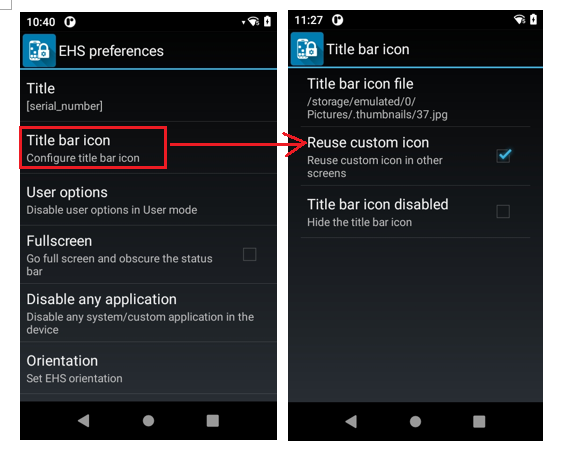 10:40
EHS preferences
Title
[serial_number]
Title bar icon
Configure title bar icon
User options
Disable user options in User mode
Fullscreen
Go full screen and obscure the status
bar
Disable any application
Disable any system/custom application in the
device
Orientation
Set EHS orientation
11:27
Title bar icon
Title bar icon file
/storage/emulated/0/
Pictures/.thumbnails/37.jpg
Reuse custom icon
Reuse custom icon in other
screens
Title bar icon disabled
Hide the title bar icon